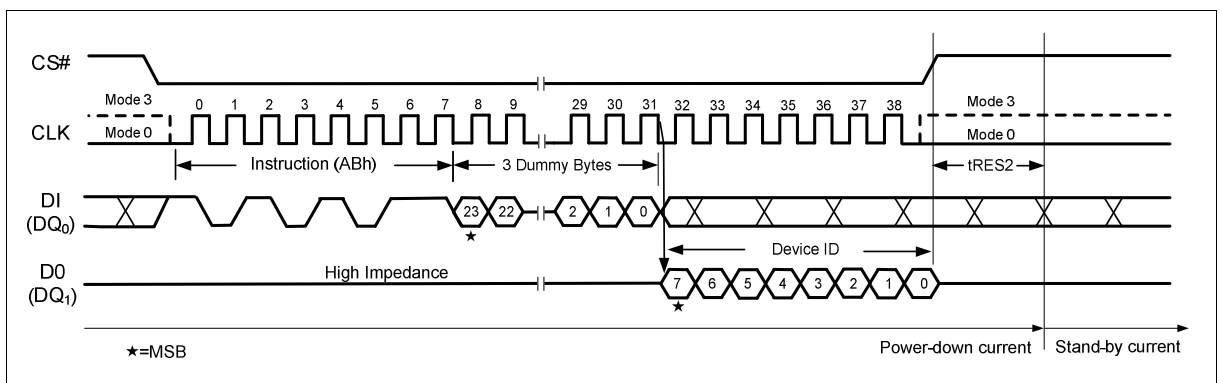 CS#
Mode 3 0 1 2 3 4 5 6 7 8 9 29 30 31 32 33 34 35 36 37 38 Mode 3
CLK Mode 0 Mode 0
Instruction (ABh) 3 Dummy Bytes tRES2
DI 23 22 2 1 0
(DQ0)
★ Device ID
D0 High Impedance 7 6 5 4 3 2 1 0
(DQ1) ★
★=MSB Power-down current Stand-by current